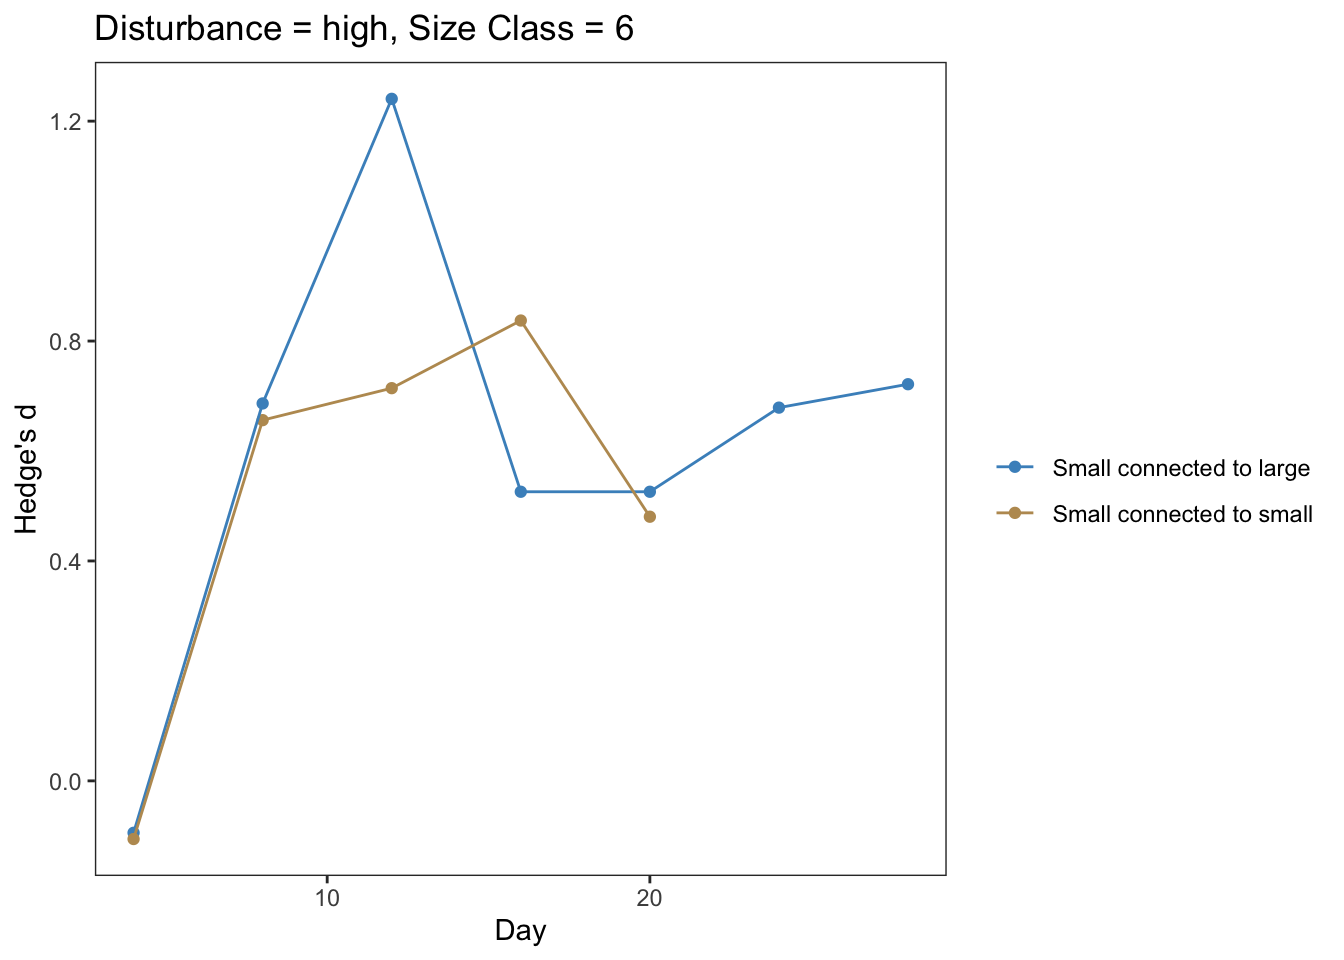 Disturbance = high, Size Class = 6
Hedge's d
1.2
0.8
0.4
0.0
10
20
Day
Small connected to large
Small connected to small